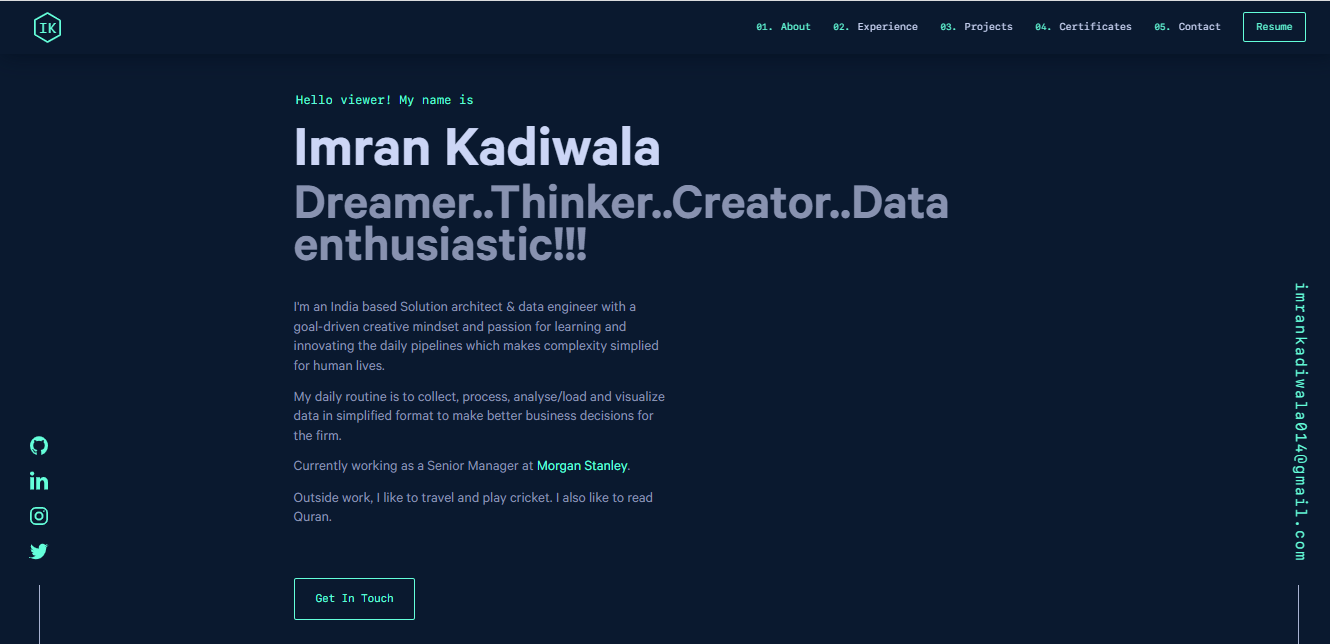 IK
01. About
02. Experience
03. Projects
04. Certificates
05. Contact
Resume
Hello viewer! My name is
Imran Kadiwala
Dreamer..Thinker..Creator..Data
enthusiastic!!!
I'm an India based Solution architect & data engineer with a
goal-driven creative mindset and passion for learning and
innovating the daily pipelines which makes complexity simplied
for human lives.
My daily routine is to collect, process, analyse/load and visualize
data in simplified format to make better business decisions for
the firm.
Currently working as a Senior Manager at Morgan Stanley.
Outside work, I like to travel and play cricket. I also like to read
Quran.
Get In Touch
in
imrankadiwala014@gmail.com